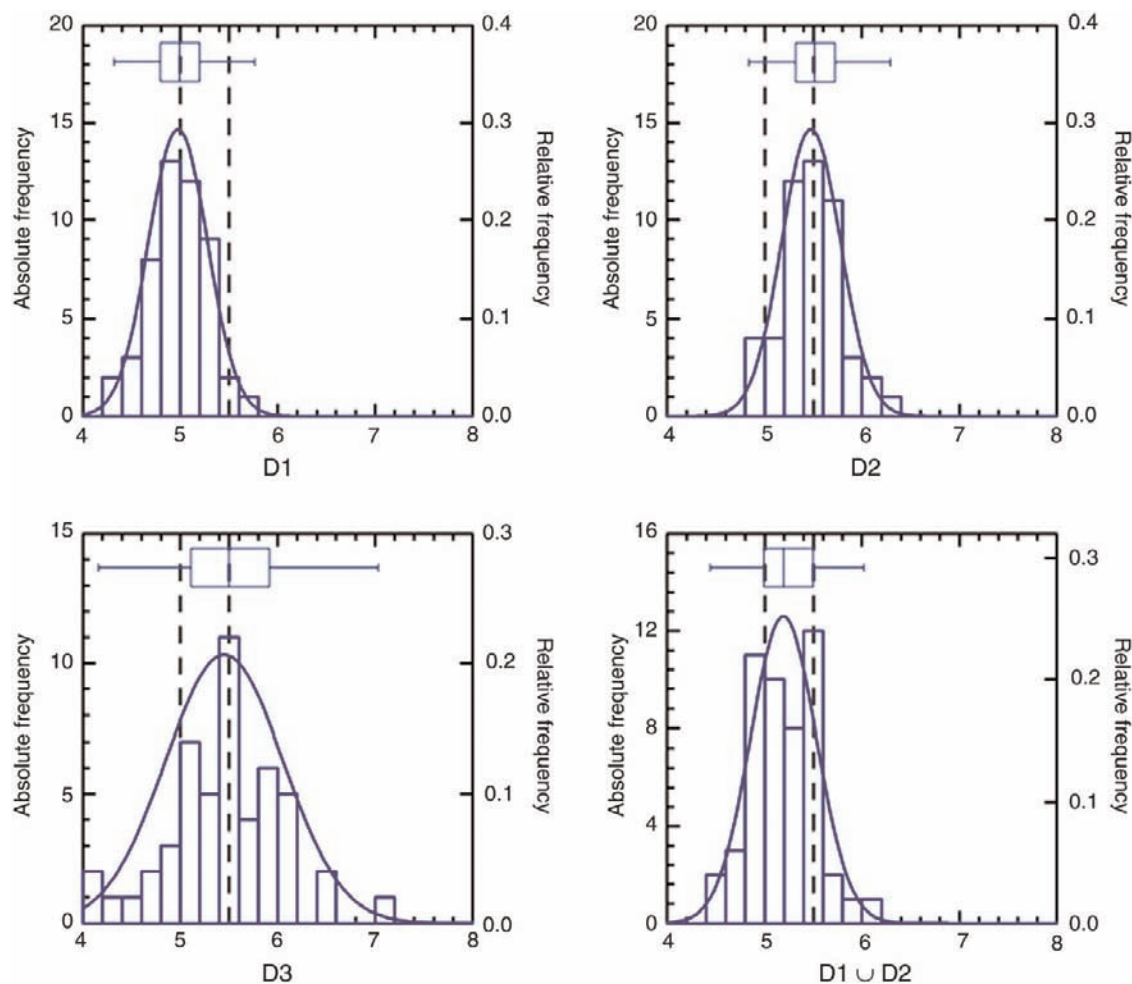 20
15
10
5
0
Absolute frequency
0.4
0.3
0.2
0.1
0.0
Relative frequency
4 5 6 7 8
D1
20
15
10
5
0
Absolute frequency
0.4
0.3
0.2
0.1
0.0
Relative frequency
4 5 6 7 8
D2
15
10
5
0
Absolute frequency
0.3
0.2
0.1
0.0
Relative frequency
4 5 6 7 8
D3
16
12
8
4
0
Absolute frequency
0.3
0.2
0.1
0.0
Relative frequency
4 5 6 7 8
D1 ∪ D2